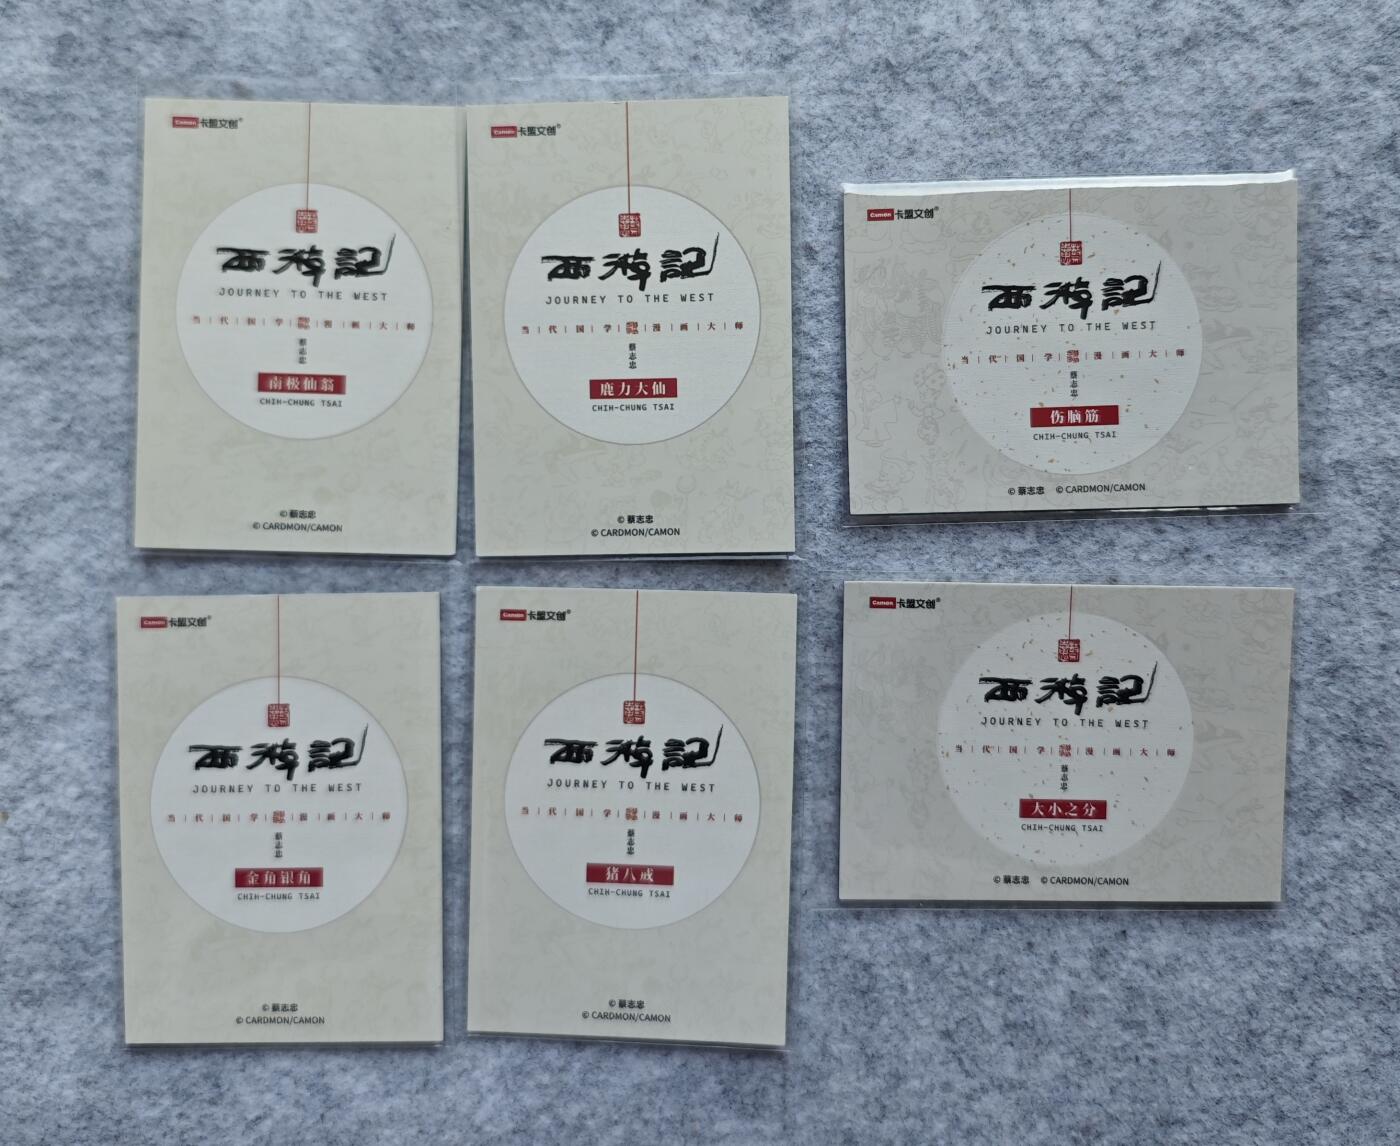 Camon 卡盟文创®
西游記
JOURNEY TO THE WEST
当|代|国|学|漫|画|大|师
蔡志忠
南极仙翁
CHIH-CHUNG TSAI
© 蔡志忠
© CARDMON/CAMON
Camon 卡盟文创®
西游記
JOURNEY TO THE WEST
当|代|国|学|漫|画|大|师
蔡志忠
鹿力大仙
CHIH-CHUNG TSAI
© 蔡志忠
© CARDMON/CAMON
Camon 卡盟文创®
西游記
JOURNEY TO THE WEST
当|代|国|学|漫|画|大|师
蔡志忠
伤脑筋
CHIH-CHUNG TSAI
© 蔡志忠 © CARDMON/CAMON
Camon 卡盟文创®
西游記
JOURNEY TO THE WEST
当|代|国|学|漫|画|大|师
蔡志忠
金角银角
CHIH-CHUNG TSAI
© 蔡志忠
© CARDMON/CAMON
Camon 卡盟文创®
西游記
JOURNEY TO THE WEST
当|代|国|学|漫|画|大|师
蔡志忠
猪八戒
CHIH-CHUNG TSAI
© 蔡志忠
© CARDMON/CAMON
Camon 卡盟文创®
西游記
JOURNEY TO THE WEST
当|代|国|学|漫|画|大|师
蔡志忠
大小之分
CHIH-CHUNG TSAI
© 蔡志忠 © CARDMON/CAMON